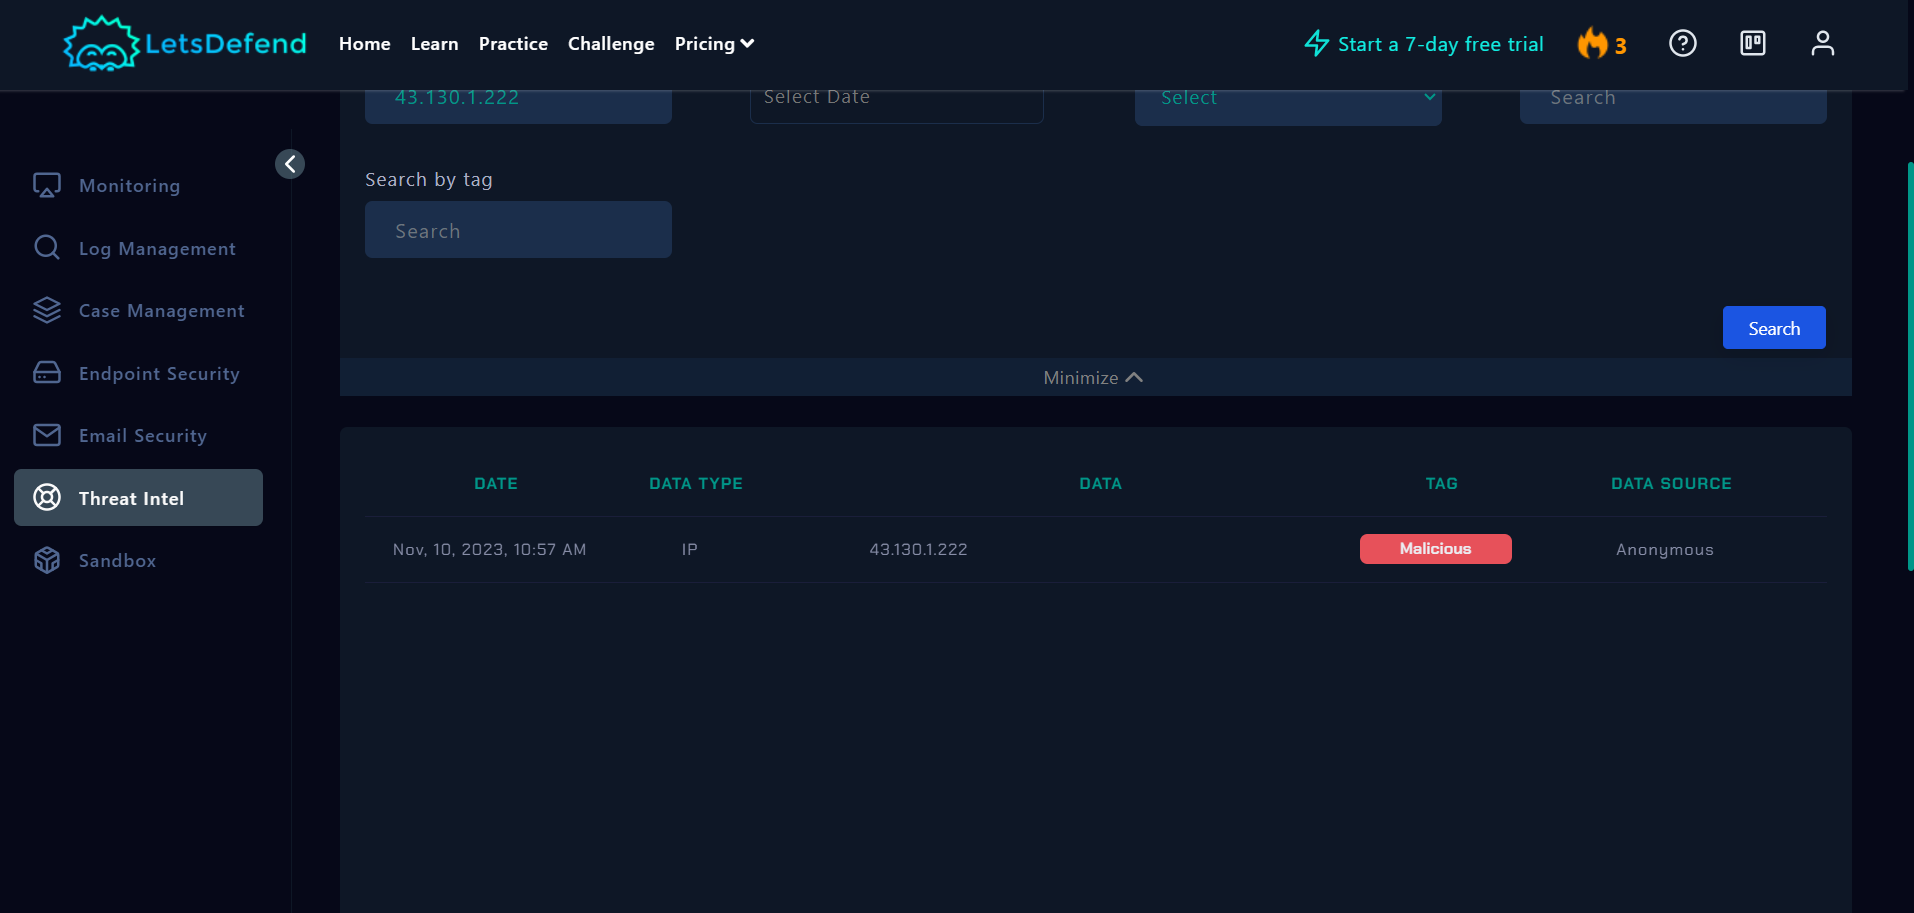 LetsDefend Home Learn Practice Challenge Pricing Start a 7-day free trial 3
43.130.1.222 Select Date Select Search
Search by tag
Search
Search
Minimize
Monitoring
Log Management
Case Management
Endpoint Security
Email Security
Threat Intel
Sandbox
DATE DATA TYPE DATA TAG DATA SOURCE
Nov, 10, 2023, 10:57 AM IP 43.130.1.222 Malicious Anonymous